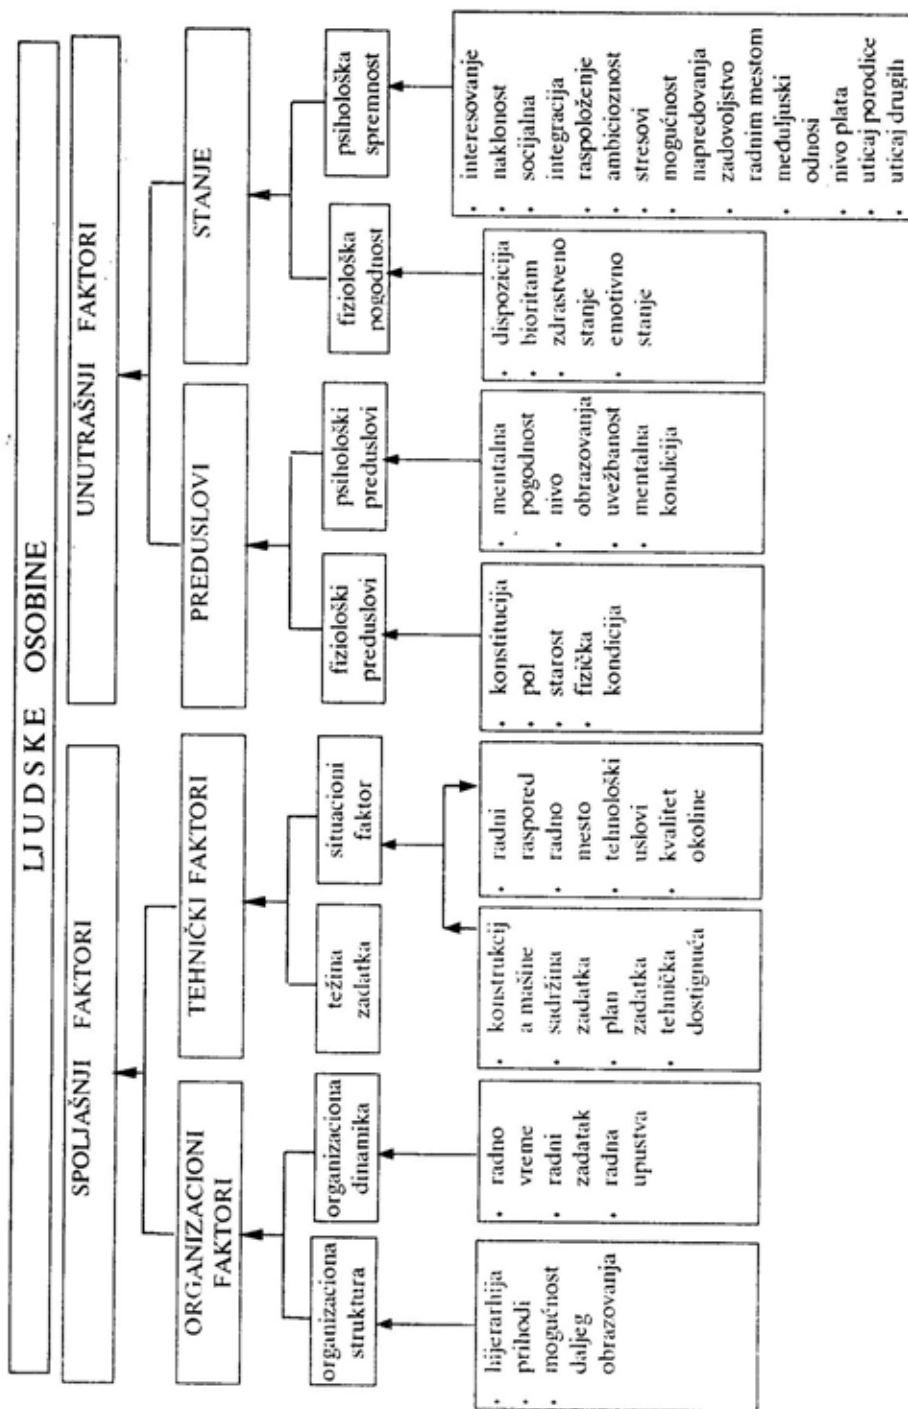 LJUDSKE OSOBINE
SPOLJAŠNJI FAKTORI
UNUTRAŠNJI FAKTORI
ORGANIZACIONI
FAKTORI
TEHNIČKI FAKTORI
PREDUSLOVI
STANJE
organizaciona
struktura
organizaciona
dinamika
težina
zadatka
situacioni
faktor
fiziološki
preduslovi
psihološki
preduslovi
fiziološka
pogodnost
psihološka
spremnost
• hijerarhija
• prihodi
• mogućnost
daljeg
obrazovanja
• radno
vreme
• radni
zadatak
• radna
upustva
• konstrukcij
a mašine
• sadržina
zadatka
• plan
zadatka
• tehnička
dostignuća
• radni
raspored
• radno
mesto
• tehnološki
uslovi
• kvalitet
okoline
• konstitucija
• pol
• starost
• fizička
kondicija
• mentalna
pogodnost
• nivo
obrazovanja
• uvežbanost
• mentalna
kondicija
• dispozicija
• bioritam
• zdrastveno
stanje
• emotivno
stanje
• interesovanje
• naklonost
• socijalna
integracija
• raspoloženje
• ambicioznost
• stresovi
• mogućnost
napredovanja
• zadovoljstvo
radnim mestom
• međuljuski
odnosi
• nivo plata
• uticaj porodice
• uticaj drugih